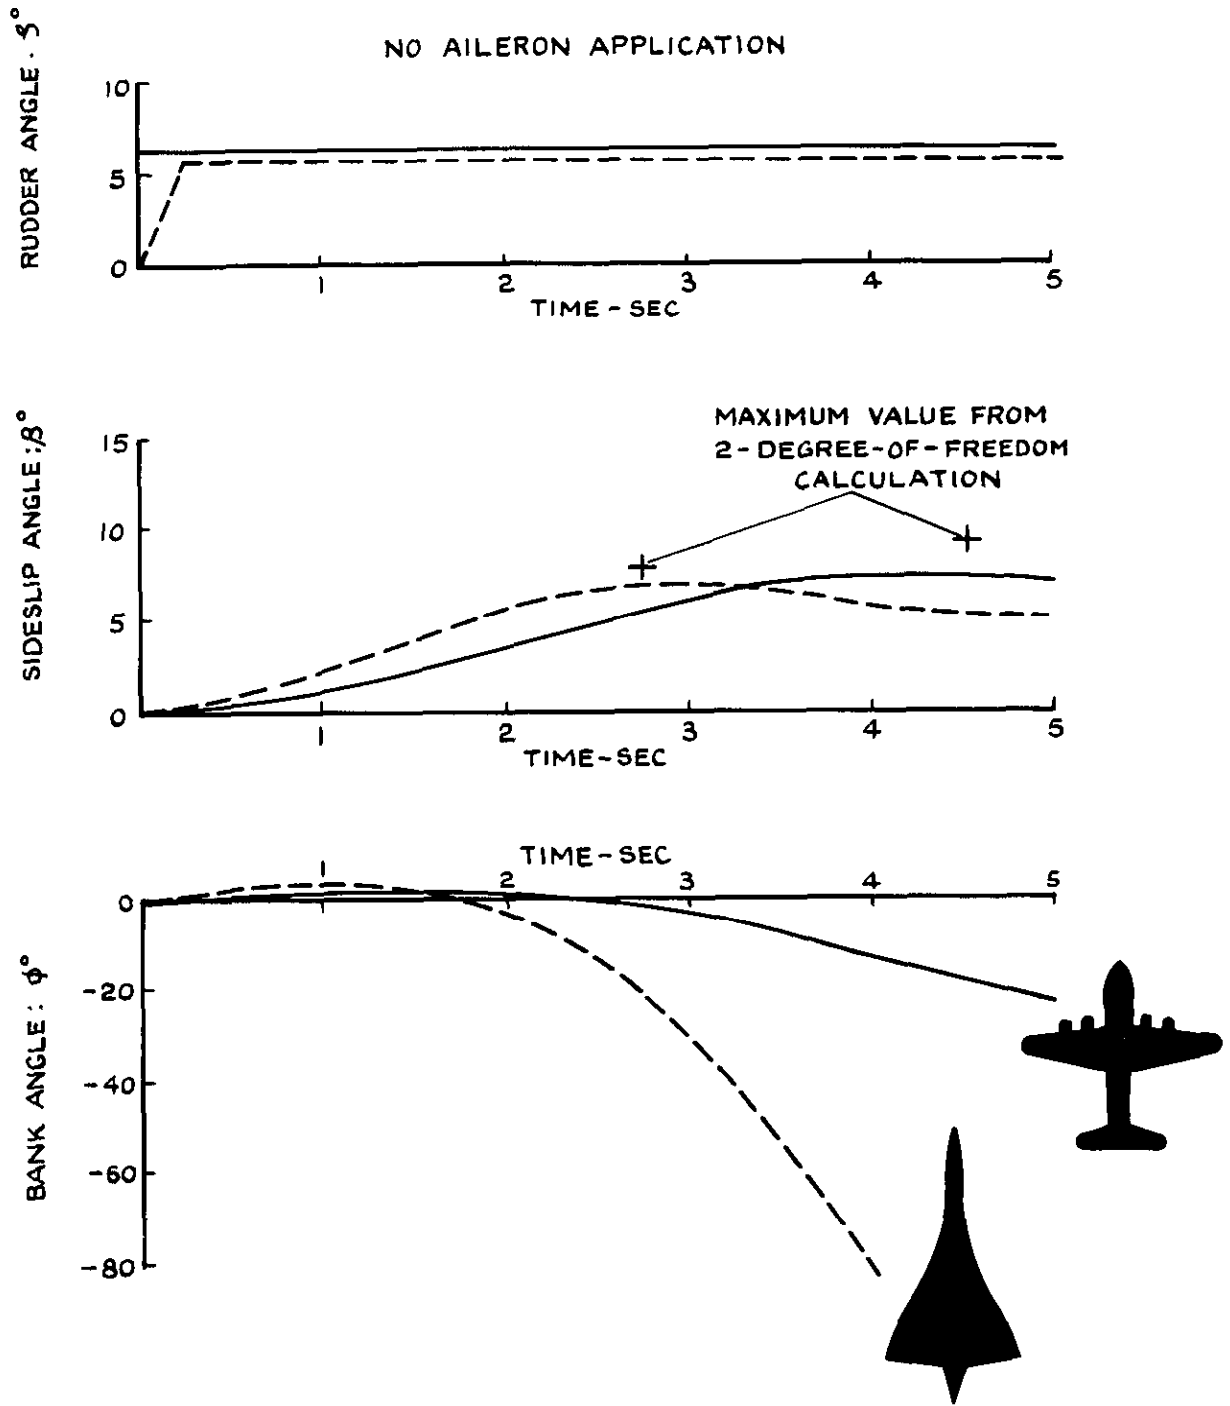 NO AILERON APPLICATION
RUDDER ANGLE . ζ°
10
5
0
1 2 3 4 5
TIME - SEC
MAXIMUM VALUE FROM
2 - DEGREE-OF-FREEDOM
CALCULATION
SIDESLIP ANGLE ; β°
15
10
5
0
1 2 3 4 5
TIME-SEC
TIME-SEC
1 2 3 4 5
BANK ANGLE : φ°
0
-20
-40
-60
-80